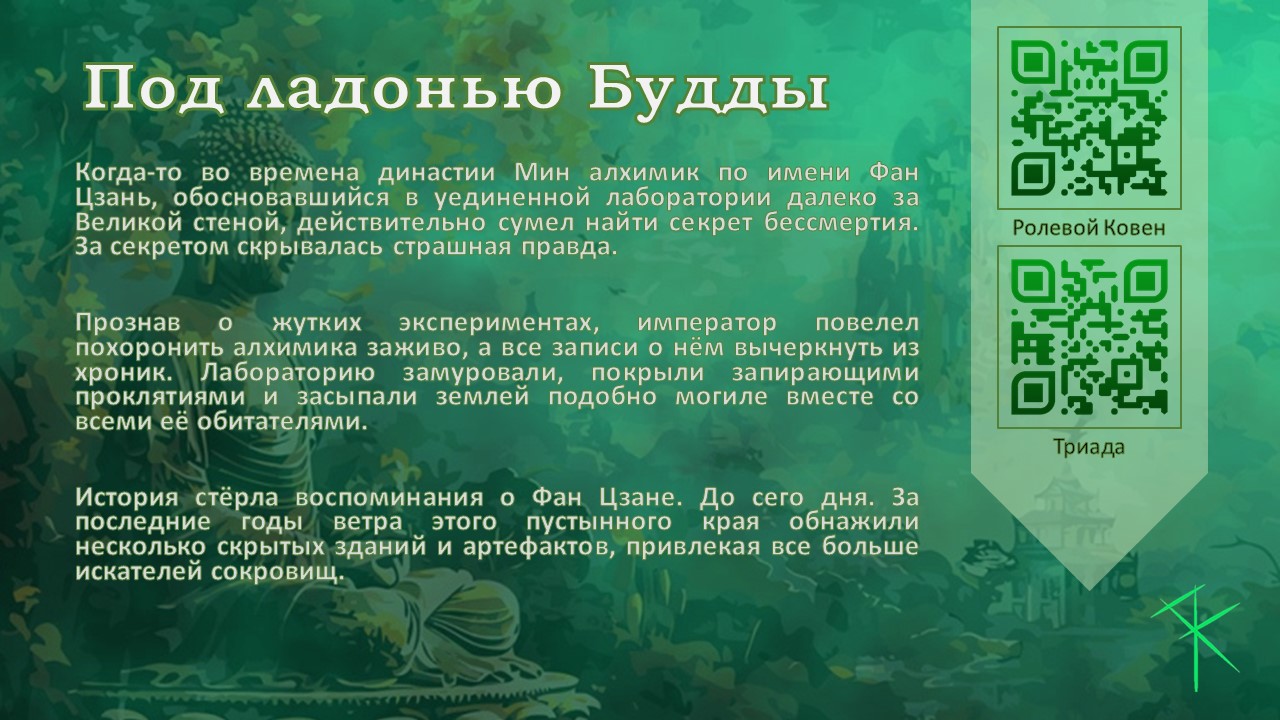 Под ладонью Будды
Когда-то во времена династии Мин алхимик по имени Фан
Цзань, обосновавшийся в уединенной лаборатории далеко за
Великой стеной, действительно сумел найти секрет бессмертия.
За секретом скрывалась страшная правда.
Прознав о жутких экспериментах, император повелел
похоронить алхимика заживо, а все записи о нём вычеркнуть из
хроник. Лабораторию замуровали, покрыли запирающими
проклятиями и засыпали землей подобно могиле вместе со
всеми её обитателями.
История стёрла воспоминания о Фан Цзане. До сего дня. За
последние годы ветра этого пустынного края обнажили
несколько скрытых зданий и артефактов, привлекая все больше
искателей сокровищ.
Ролевой Ковен
Триада